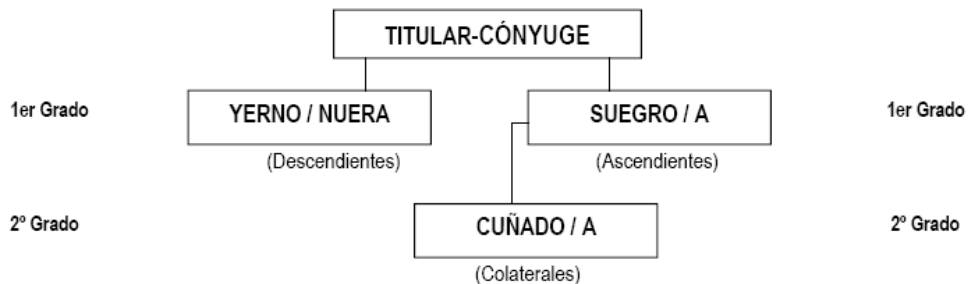 TITULAR-CÓNYUGE
1er Grado YERNO / NUERA SUEGRO / A 1er Grado
(Descendientes) (Ascendientes)
2º Grado CUÑADO / A 2º Grado
(Colaterales)